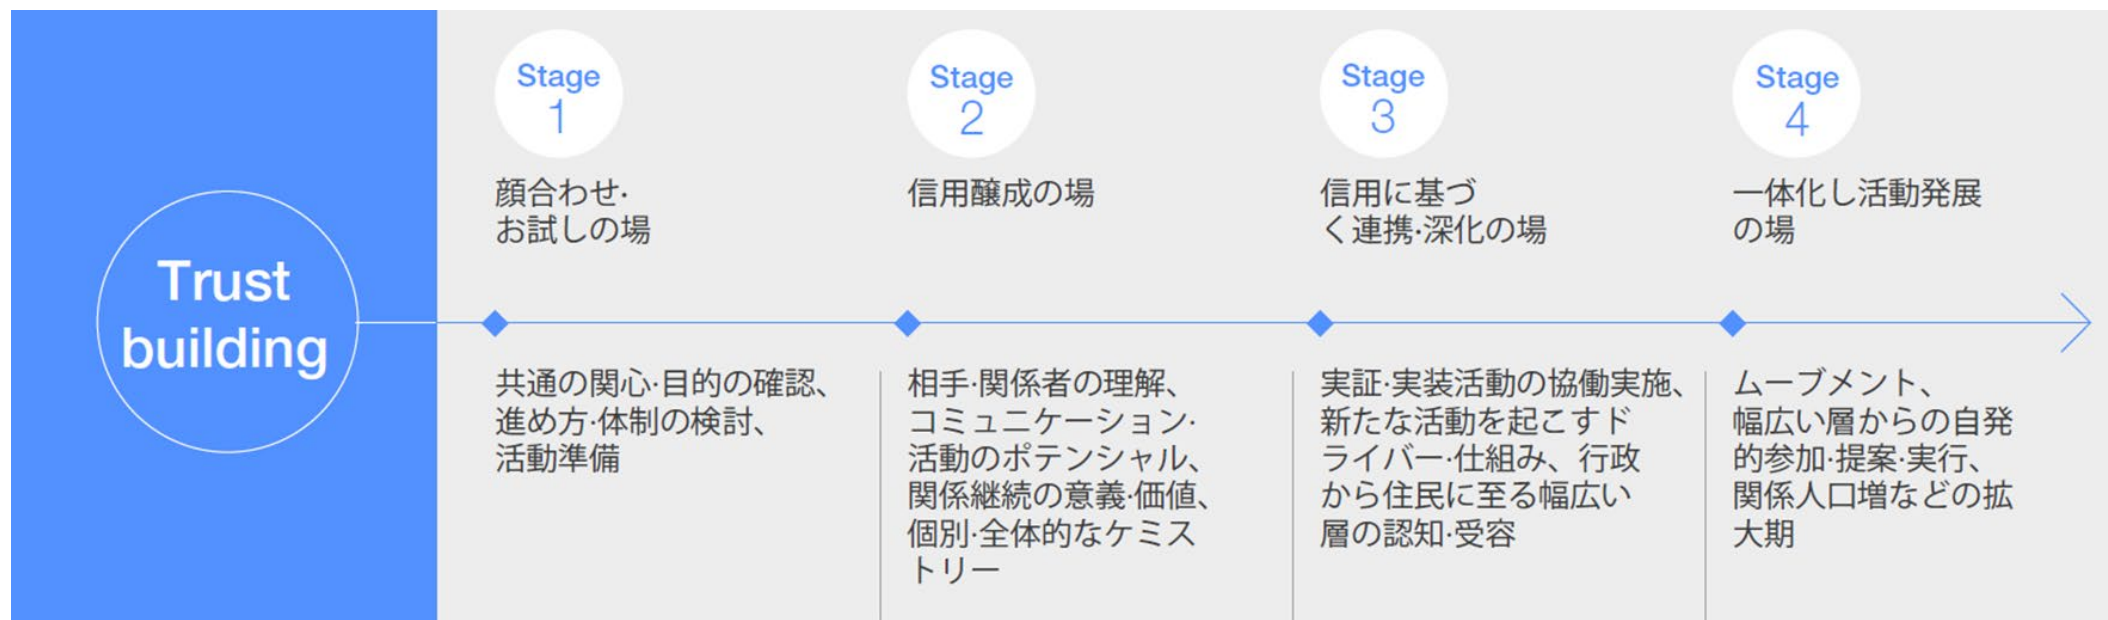 Trust
building
Stage
1
顔合わせ·
お試しの場
共通の関心·目的の確認、
進め方·体制の検討、
活動準備
Stage
2
信用醸成の場
相手·関係者の理解、
コミュニケーション·
活動のポテンシャル、
関係継続の意義·価値、
個別·全体的なケミス
トリー
Stage
3
信用に基づ
く連携·深化の場
実証·実装活動の協働実施、
新たな活動を起こすド
ライバー·仕組み、行政
から住民に至る幅広い
層の認知·受容
Stage
4
一体化し活動発展
の場
ムーブメント、
幅広い層からの自発
的参加·提案·実行、
関係人口増などの拡
大期